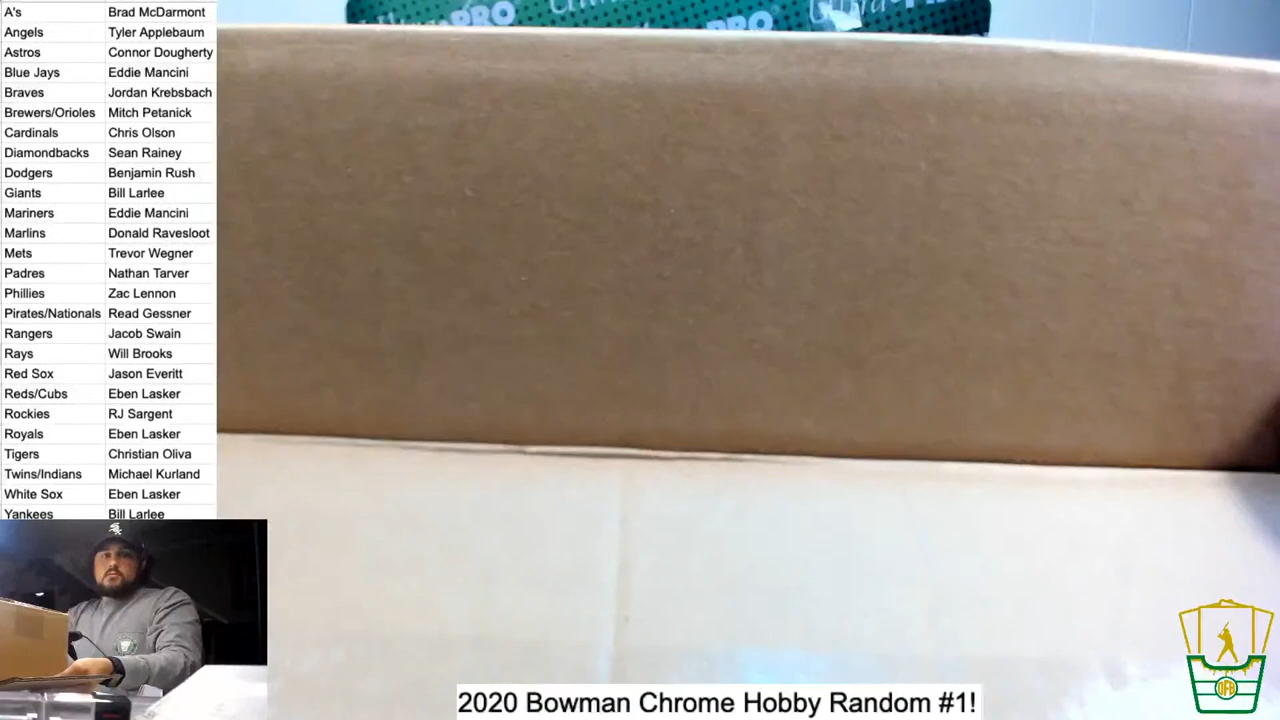 A's Brad McDarmont
Angels Tyler Applebaum
Astros Connor Dougherty
Blue Jays Eddie Mancini
Braves Jordan Krebsbach
Brewers/Orioles Mitch Petanick
Cardinals Chris Olson
Diamondbacks Sean Rainey
Dodgers Benjamin Rush
Giants Bill Larlee
Mariners Eddie Mancini
Marlins Donald Ravesloot
Mets Trevor Wegner
Padres Nathan Tarver
Phillies Zac Lennon
Pirates/Nationals Read Gessner
Rangers Jacob Swain
Rays Will Brooks
Red Sox Jason Everitt
Reds/Cubs Eben Lasker
Rockies RJ Sargent
Royals Eben Lasker
Tigers Christian Oliva
Twins/Indians Michael Kurland
White Sox Eben Lasker
Yankees Bill Larlee
PRO
2020 Bowman Chrome Hobby Random #1!